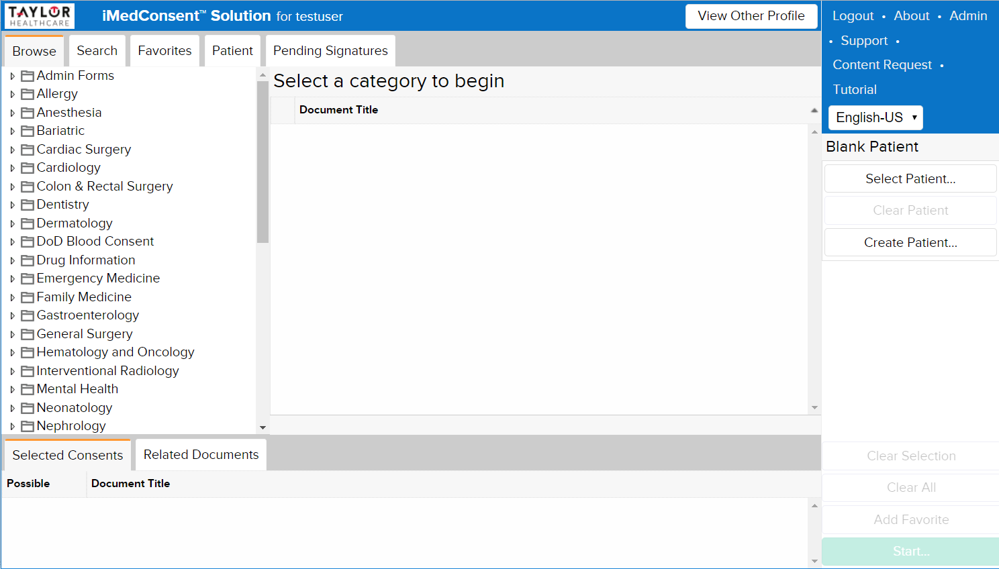 TAYLOR
HEALTHCARE
iMedConsent™ Solution for testuser
View Other Profile
Logout • About • Admin
• Support •
Content Request •
Tutorial
English-US
Browse
Search
Favorites
Patient
Pending Signatures
Admin Forms
Allergy
Anesthesia
Bariatric
Cardiac Surgery
Cardiology
Colon & Rectal Surgery
Dentistry
Dermatology
DoD Blood Consent
Drug Information
Emergency Medicine
Family Medicine
Gastroenterology
General Surgery
Hematology and Oncology
Interventional Radiology
Mental Health
Neonatology
Nephrology
Select a category to begin
Document Title
Blank Patient
Select Patient...
Clear Patient
Create Patient...
Selected Consents
Related Documents
Possible
Document Title
Clear Selection
Clear All
Add Favorite
Start...